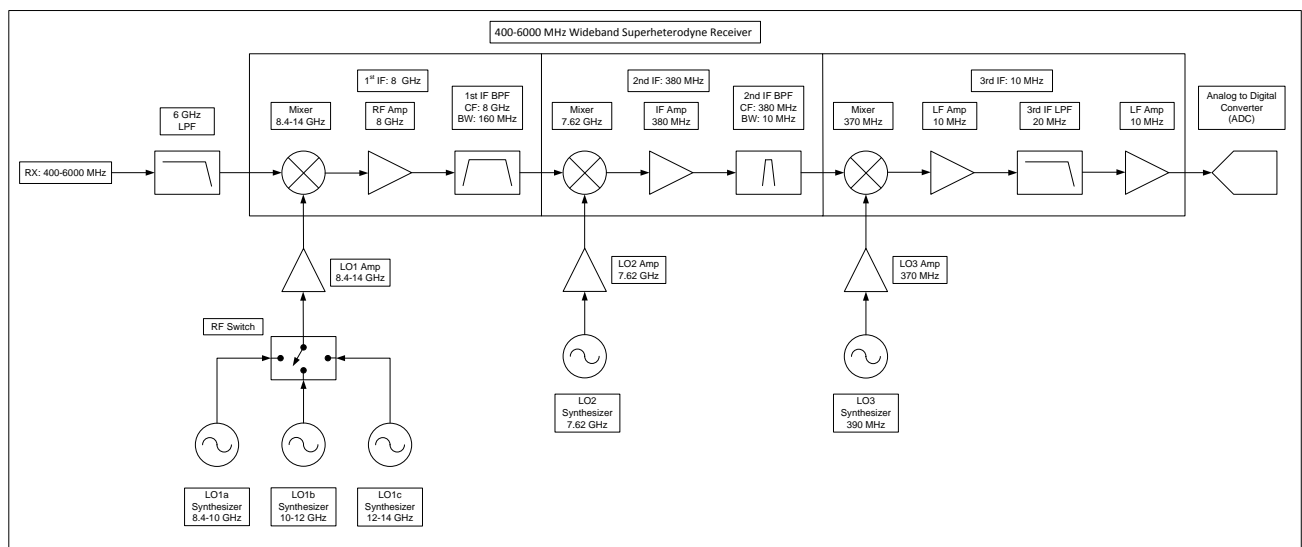 400-6000 MHz Wideband Superheterodyne Receiver
1st IF: 8 GHz
2nd IF: 380 MHz
3rd IF: 10 MHz
6 GHz
LPF
Mixer
8.4-14 GHz
RF Amp
8 GHz
1st IF BPF
CF: 8 GHz
BW: 160 MHz
Mixer
7.62 GHz
IF Amp
380 MHz
2nd IF BPF
CF: 380 MHz
BW: 10 MHz
Mixer
370 MHz
LF Amp
10 MHz
3rd IF LPF
20 MHz
LF Amp
10 MHz
Analog to Digital
Converter
(ADC)
RX: 400-6000 MHz
LO1 Amp
8.4-14 GHz
LO2 Amp
7.62 GHz
LO3 Amp
370 MHz
RF Switch
LO2
Synthesizer
7.62 GHz
LO3
Synthesizer
390 MHz
LO1a
Synthesizer
8.4-10 GHz
LO1b
Synthesizer
10-12 GHz
LO1c
Synthesizer
12-14 GHz